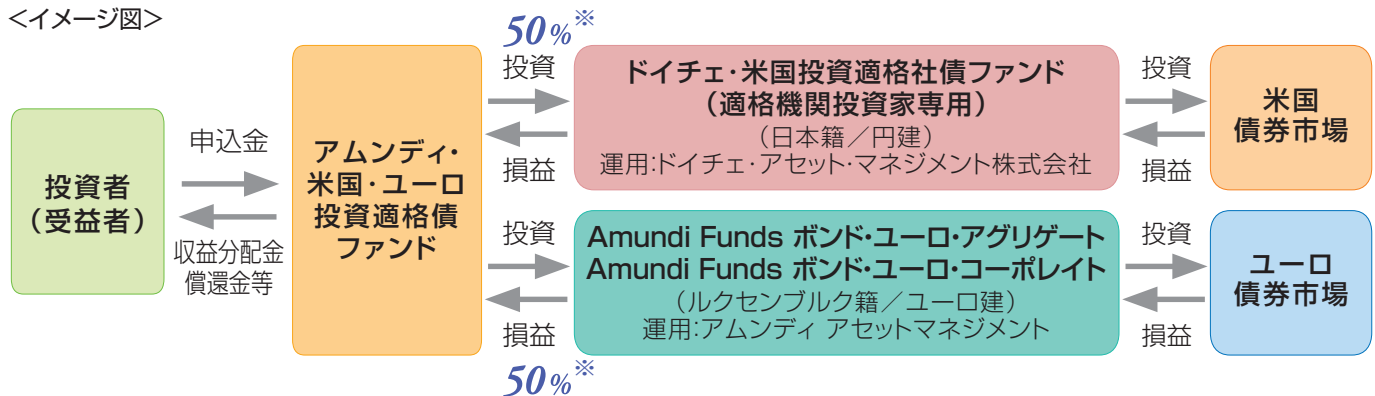 ＜イメージ図＞
投資者
（受益者）
申込金
収益分配金
償還金等
アムンディ・
米国・ユーロ
投資適格債
ファンド
50%※
投資
損益
ドイチェ・米国投資適格社債ファンド
（適格機関投資家専用）
（日本籍／円建）
運用:ドイチェ・アセット・マネジメント株式会社
投資
損益
米国
債券市場
投資
損益
50%※
Amundi Funds ボンド・ユーロ・アグリゲート
Amundi Funds ボンド・ユーロ・コーポレイト
（ルクセンブルク籍／ユーロ建）
運用:アムンディ アセットマネジメント
投資
損益
ユーロ
債券市場